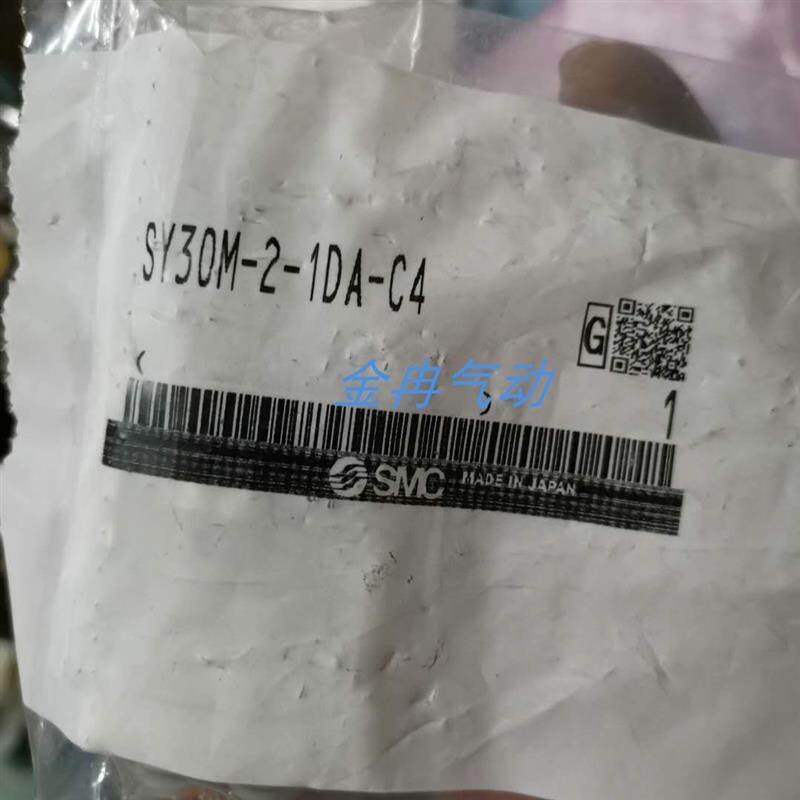 SY30M-2-1DA-C4
G
金冉气动
1
SMC MADE IN JAPAN